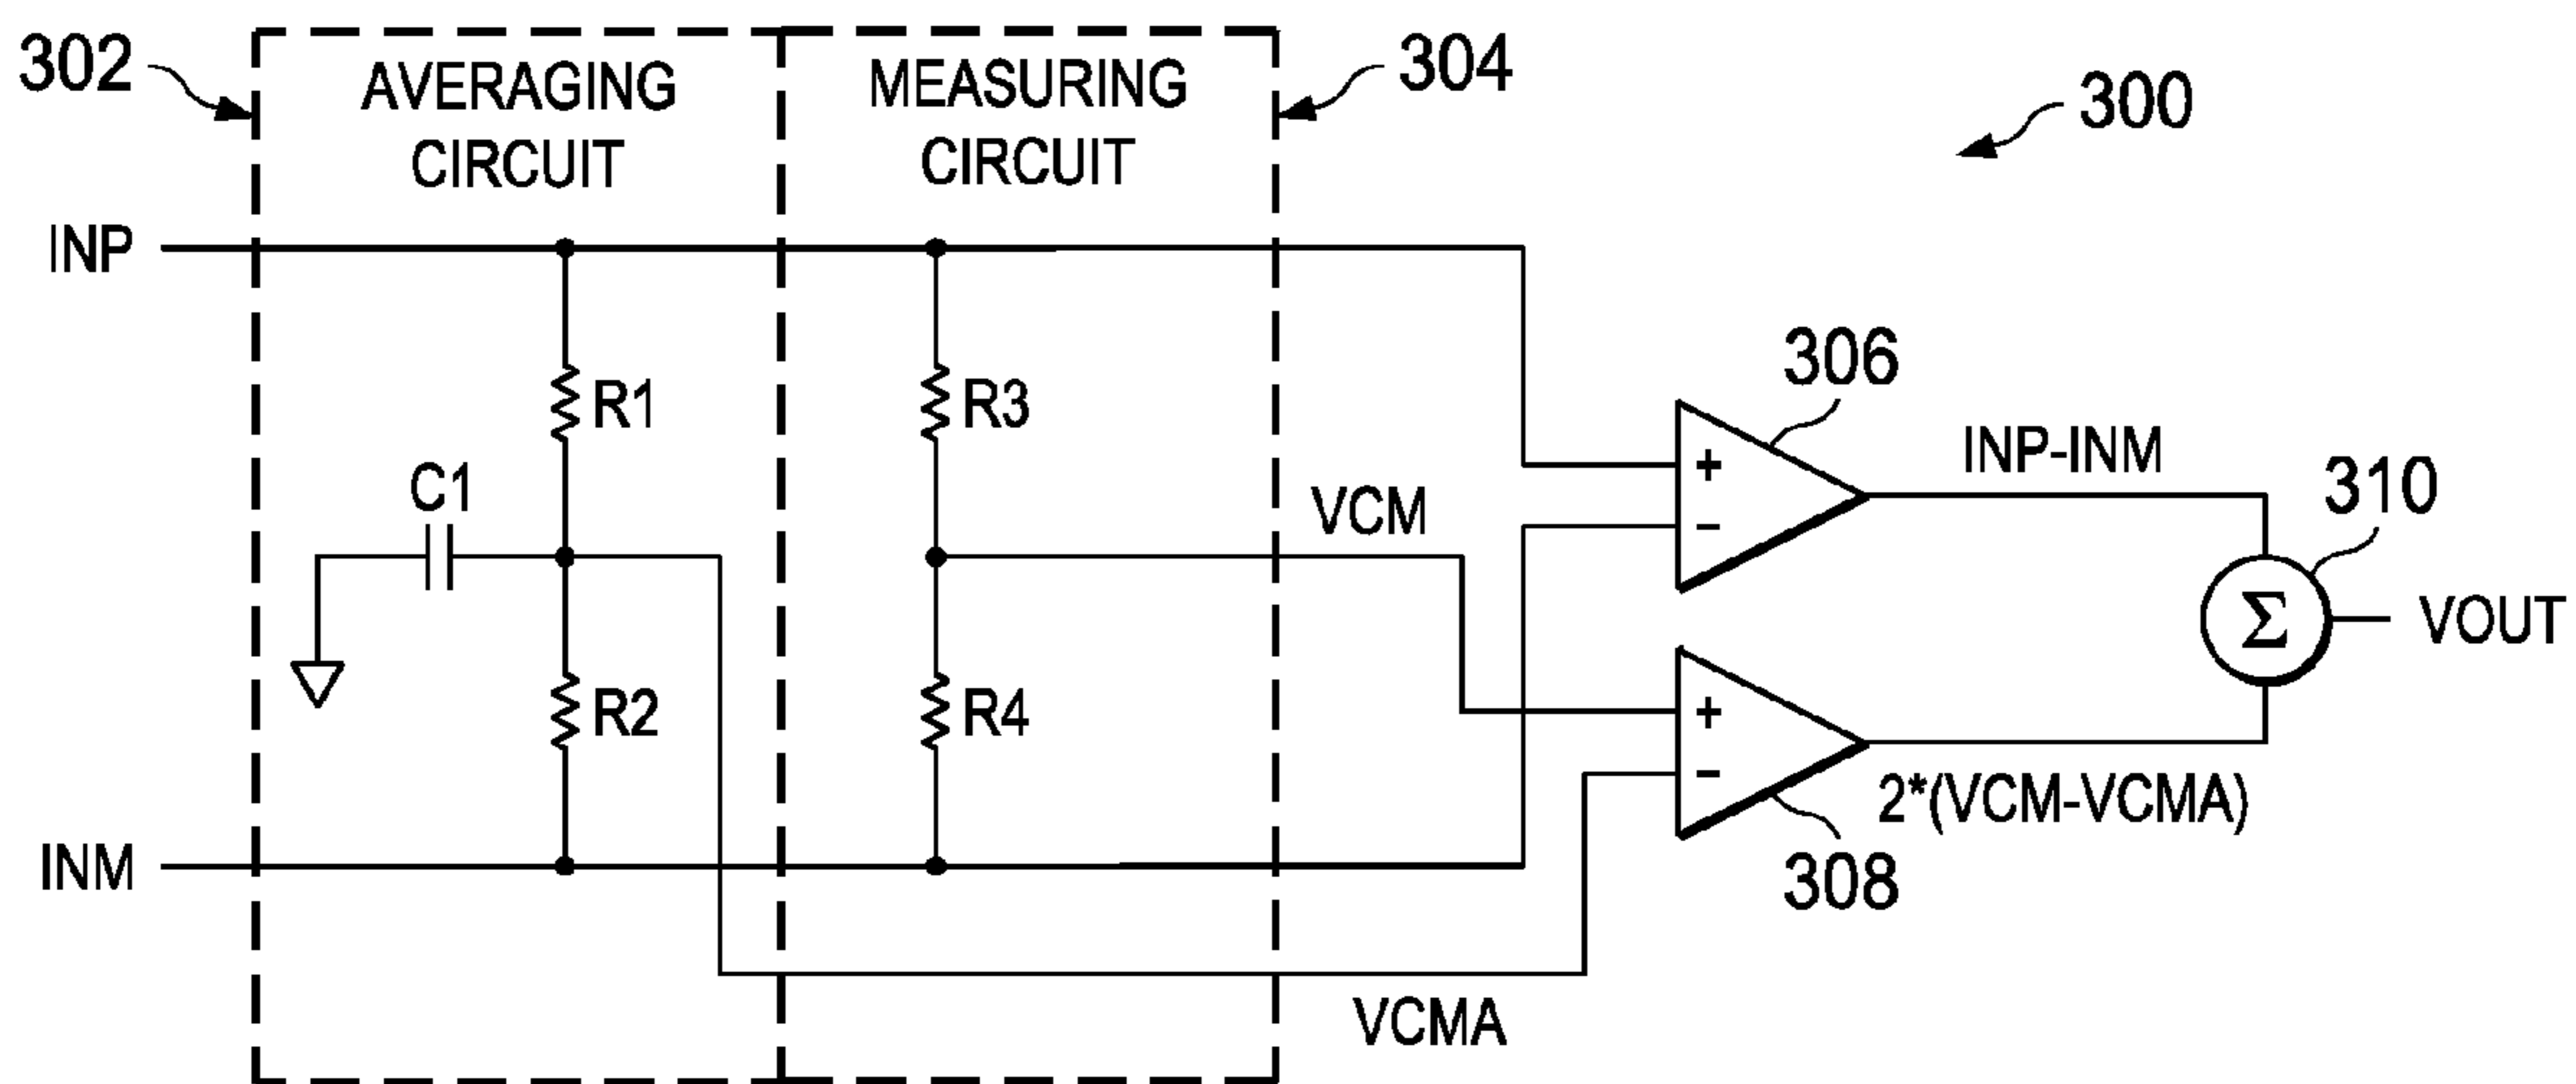 302
AVERAGING
CIRCUIT
MEASURING
CIRCUIT
304
300
INP
R1
R3
306
INP-INM
310
C1
VCM
+
−
Σ
VOUT
R2
R4
+
−
2*(VCM-VCMA)
308
INM
VCMA